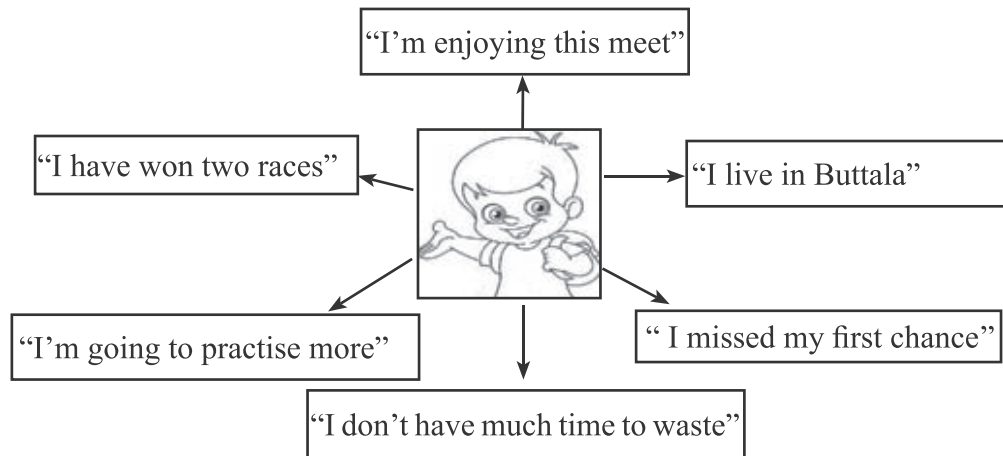 “I’m enjoying this meet”
“I have won two races”
“I live in Buttala”
“I’m going to practise more”
“ I missed my first chance”
“I don’t have much time to waste”